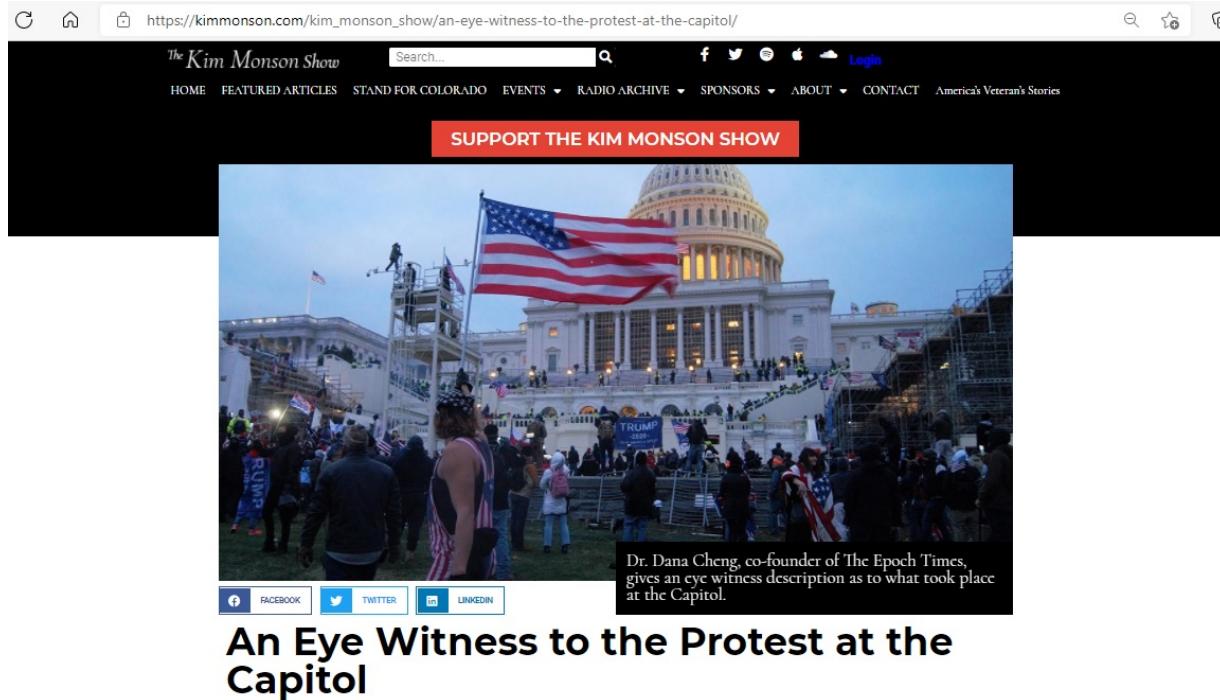 https://kimmonson.com/kim_monson_show/an-eye-witness-to-the-protest-at-the-capitol/
The Kim Monson Show
Search...
Login
HOME FEATURED ARTICLES STAND FOR COLORADO EVENTS RADIO ARCHIVE SPONSORS ABOUT CONTACT America's Veteran's Stories
SUPPORT THE KIM MONSON SHOW
TRUMP
-2020-
Dr. Dana Cheng, co-founder of The Epoch Times,
gives an eye witness description as to what took place
at the Capitol.
FACEBOOK TWITTER LINKEDIN
An Eye Witness to the Protest at the
Capitol